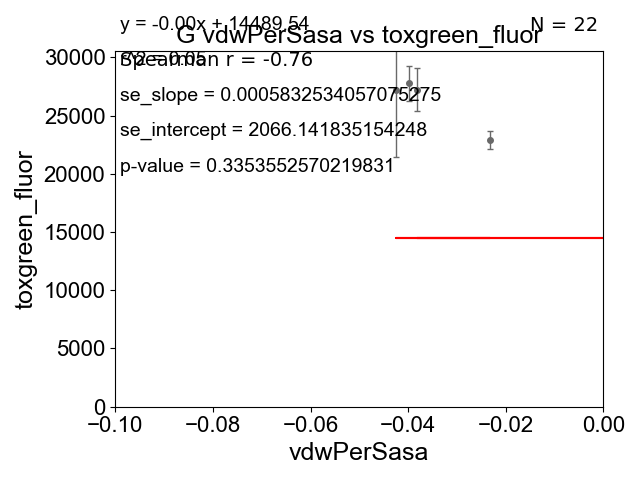 y = -0.00x + 14489.54
N = 22
G vdwPerSasa vs toxgreen_fluor
Spearman r = -0.76
se_slope = 0.0005832534057075275
se_intercept = 2066.141835154248
p-value = 0.3353552570219831
30000
25000
20000
15000
10000
5000
0
toxgreen_fluor
−0.10 −0.08 −0.06 −0.04 −0.02 0.00
vdwPerSasa